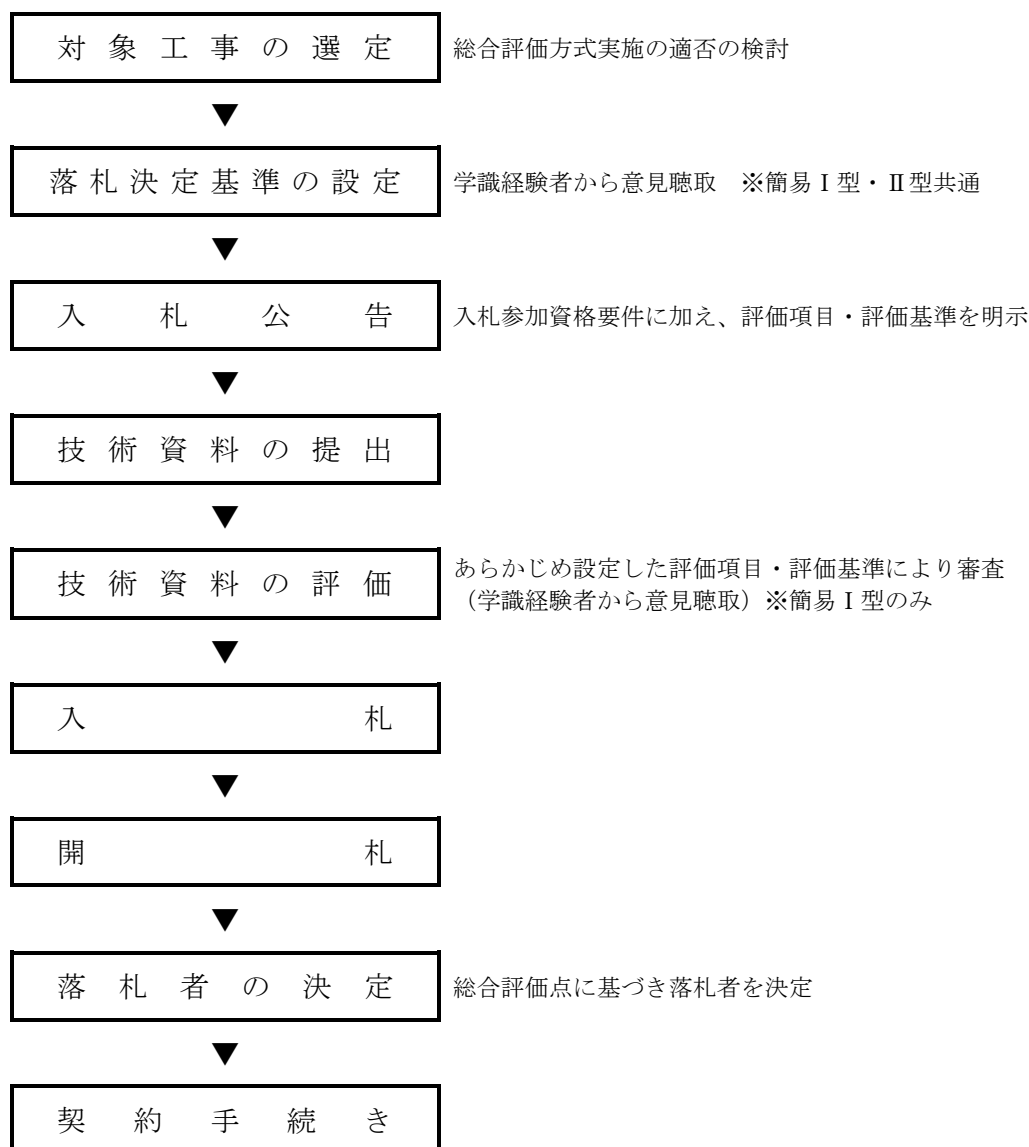 対象工事の選定 総合評価方式実施の適否の検討
▼
落札決定基準の設定 学識経験者から意見聴取 ※簡易Ⅰ型・Ⅱ型共通
▼
入札公告 入札参加資格要件に加え、評価項目・評価基準を明示
▼
技術資料の提出
▼
技術資料の評価 あらかじめ設定した評価項目・評価基準により審査
（学識経験者から意見聴取）※簡易Ⅰ型のみ
▼
入札
▼
開札
▼
落札者の決定 総合評価点に基づき落札者を決定
▼
契約手続き